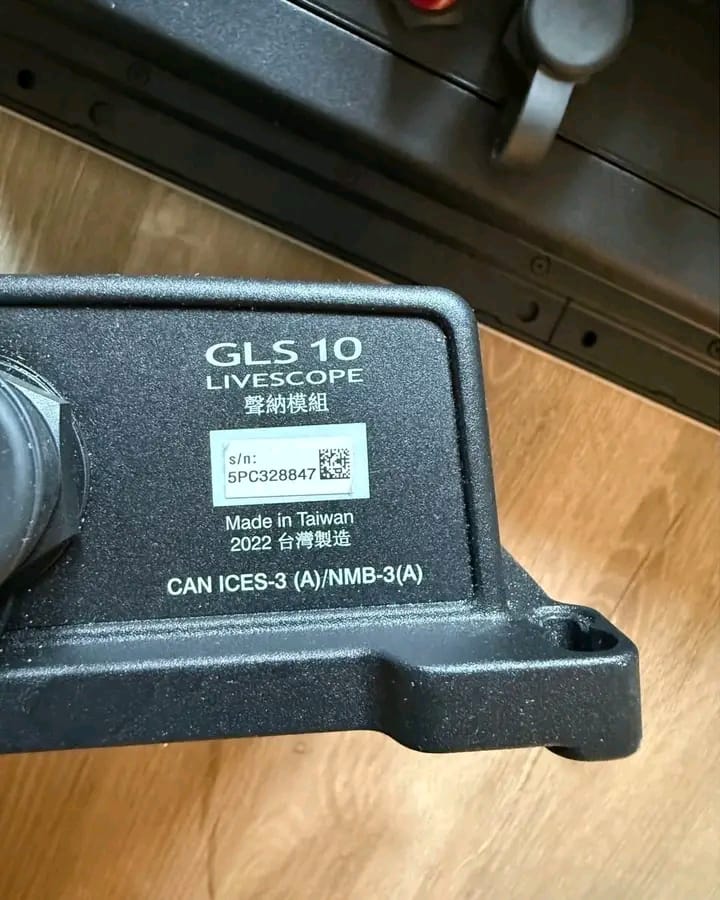 GLS 10
LIVESCOPE
聲納模組
s/n:
5PC328847
Made in Taiwan
2022 台灣製造
CAN ICES-3 (A)/NMB-3(A)